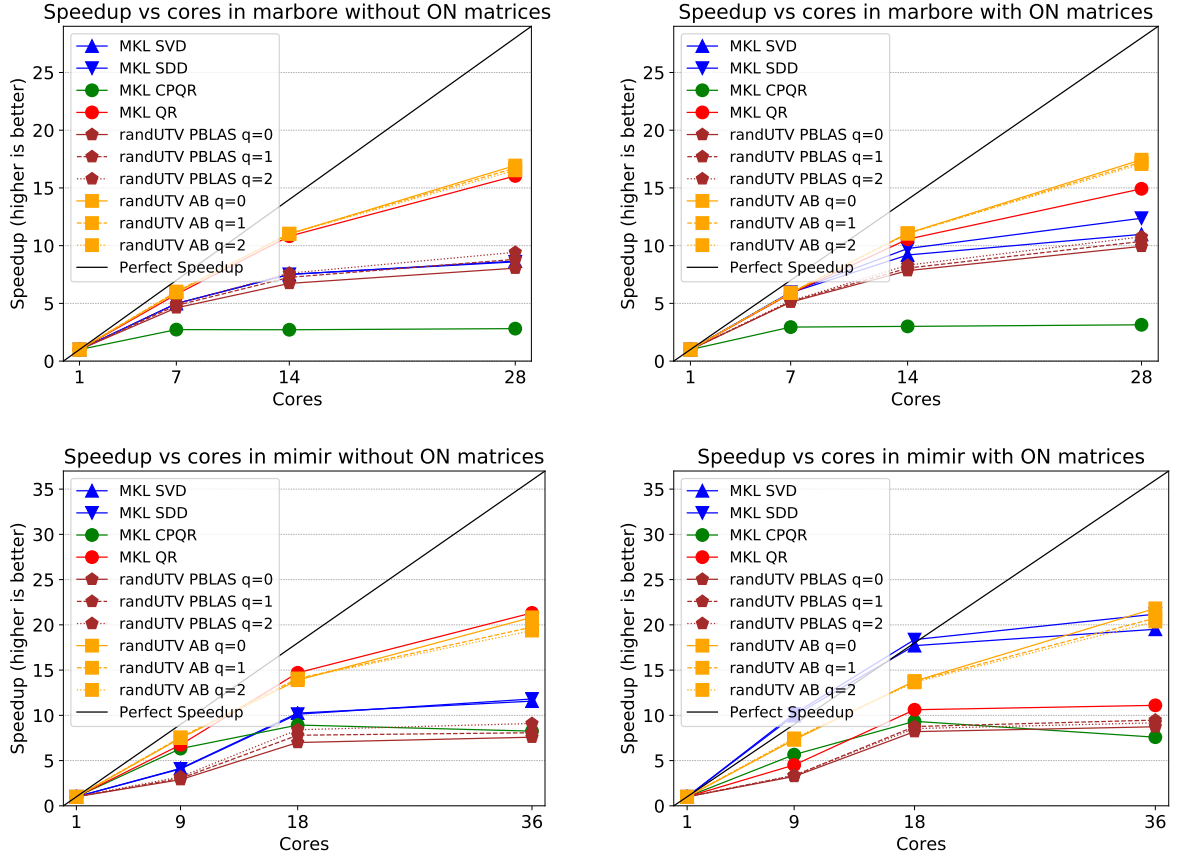 Speedup vs cores in marbore without ON matrices
Speedup (higher is better)
25
20
15
10
5
0
MKL SVD
MKL SDD
MKL CPQR
MKL QR
randUTV PBLAS q=0
randUTV PBLAS q=1
randUTV PBLAS q=2
randUTV AB q=0
randUTV AB q=1
randUTV AB q=2
Perfect Speedup
1 7 14 28
Cores
Speedup vs cores in marbore with ON matrices
Speedup (higher is better)
25
20
15
10
5
0
MKL SVD
MKL SDD
MKL CPQR
MKL QR
randUTV PBLAS q=0
randUTV PBLAS q=1
randUTV PBLAS q=2
randUTV AB q=0
randUTV AB q=1
randUTV AB q=2
Perfect Speedup
1 7 14 28
Cores
Speedup vs cores in mimir without ON matrices
Speedup (higher is better)
35
30
25
20
15
10
5
0
MKL SVD
MKL SDD
MKL CPQR
MKL QR
randUTV PBLAS q=0
randUTV PBLAS q=1
randUTV PBLAS q=2
randUTV AB q=0
randUTV AB q=1
randUTV AB q=2
Perfect Speedup
1 9 18 36
Cores
Speedup vs cores in mimir with ON matrices
Speedup (higher is better)
35
30
25
20
15
10
5
0
MKL SVD
MKL SDD
MKL CPQR
MKL QR
randUTV PBLAS q=0
randUTV PBLAS q=1
randUTV PBLAS q=2
randUTV AB q=0
randUTV AB q=1
randUTV AB q=2
Perfect Speedup
1 9 18 36
Cores